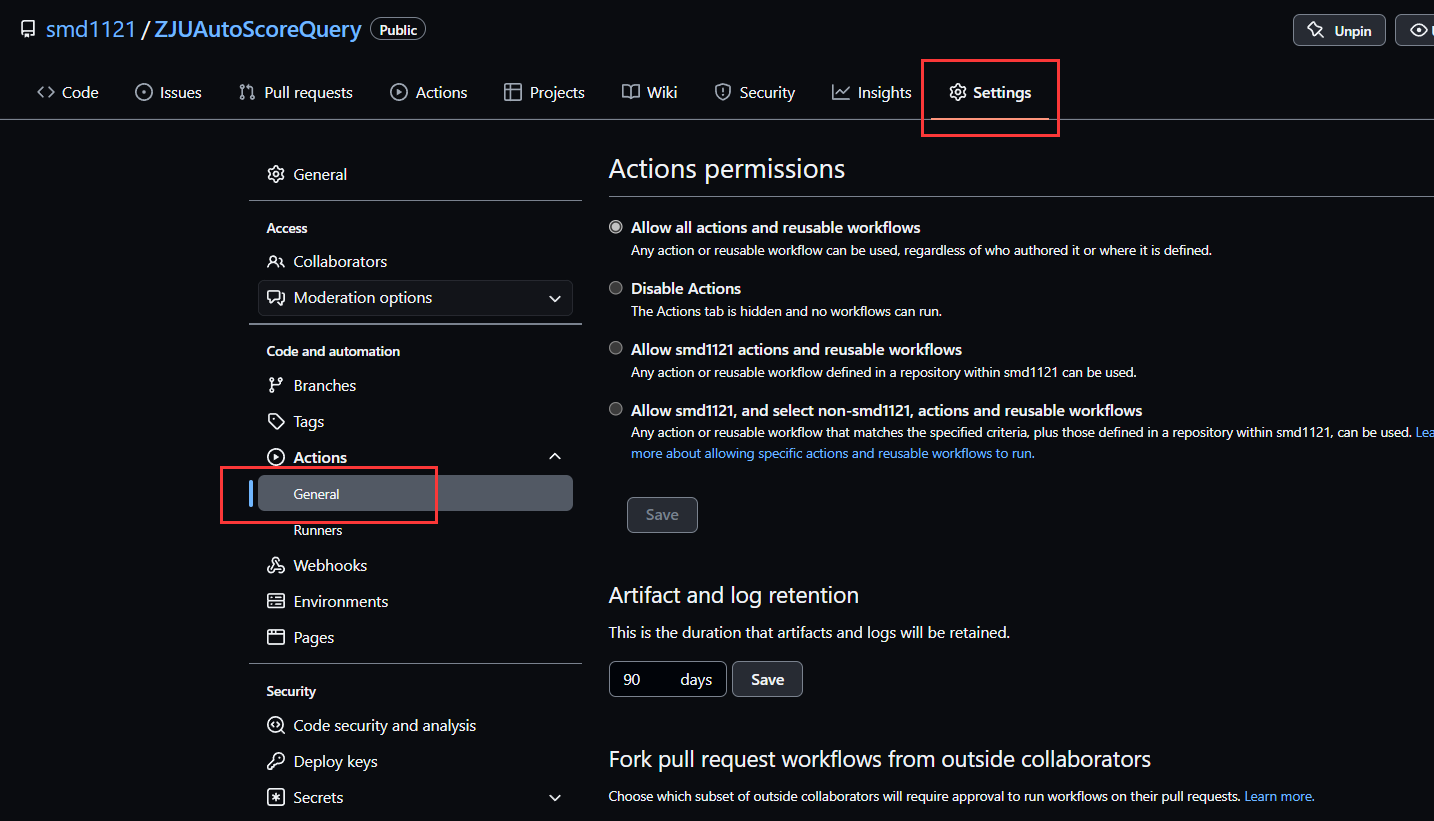 smd1121 / ZJUAutoScoreQuery Public
Unpin
Code Issues Pull requests Actions Projects Wiki Security Insights Settings
General
Access
Collaborators
Moderation options
Code and automation
Branches
Tags
Actions
General
Runners
Webhooks
Environments
Pages
Security
Code security and analysis
Deploy keys
Secrets
Actions permissions
Allow all actions and reusable workflows
Any action or reusable workflow can be used, regardless of who authored it or where it is defined.
Disable Actions
The Actions tab is hidden and no workflows can run.
Allow smd1121 actions and reusable workflows
Any action or reusable workflow defined in a repository within smd1121 can be used.
Allow smd1121, and select non-smd1121, actions and reusable workflows
Any action or reusable workflow that matches the specified criteria, plus those defined in a repository within smd1121, can be used. Lea
more about allowing specific actions and reusable workflows to run.
Save
Artifact and log retention
This is the duration that artifacts and logs will be retained.
90 days Save
Fork pull request workflows from outside collaborators
Choose which subset of outside collaborators will require approval to run workflows on their pull requests. Learn more.